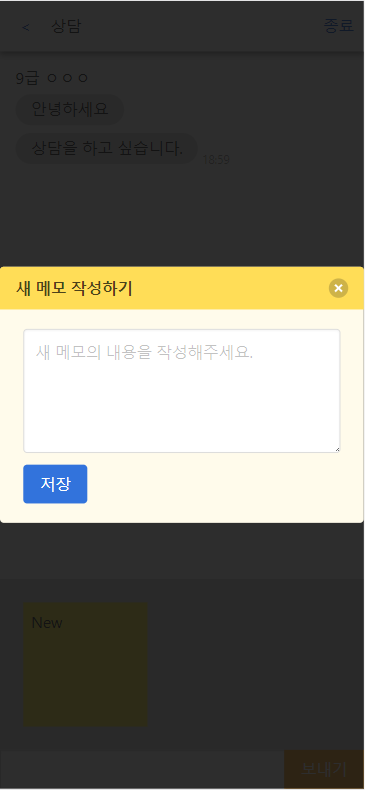 < 상담 종료
9급 ㅇㅇㅇ
안녕하세요
상담을 하고 싶습니다. 18:59
새 메모 작성하기
새 메모의 내용을 작성해주세요.
저장
New
보내기